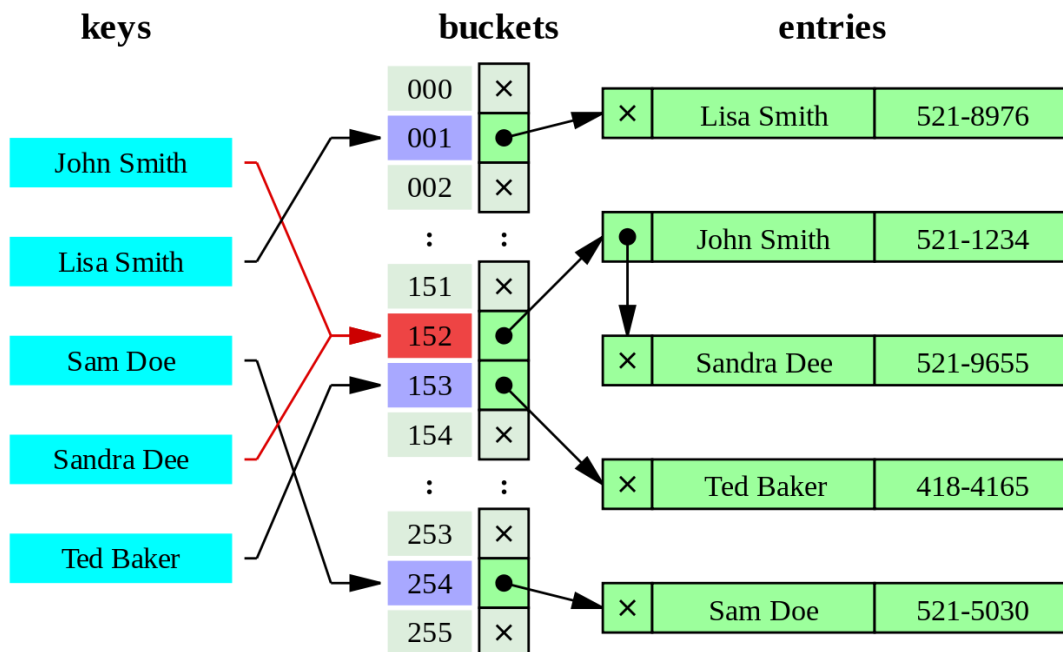 keys
buckets
entries
John Smith
Lisa Smith
Sam Doe
Sandra Dee
Ted Baker
000 ×
001
002 ×
: :
151 ×
152
153
154 ×
: :
253 ×
254
255 ×
× Lisa Smith 521-8976
John Smith 521-1234
× Sandra Dee 521-9655
× Ted Baker 418-4165
× Sam Doe 521-5030